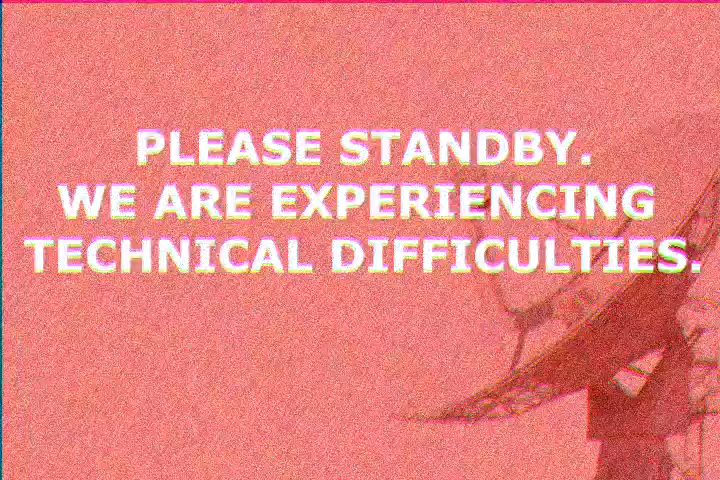 PLEASE STANDBY.
WE ARE EXPERIENCING
TECHNICAL DIFFICULTIES.